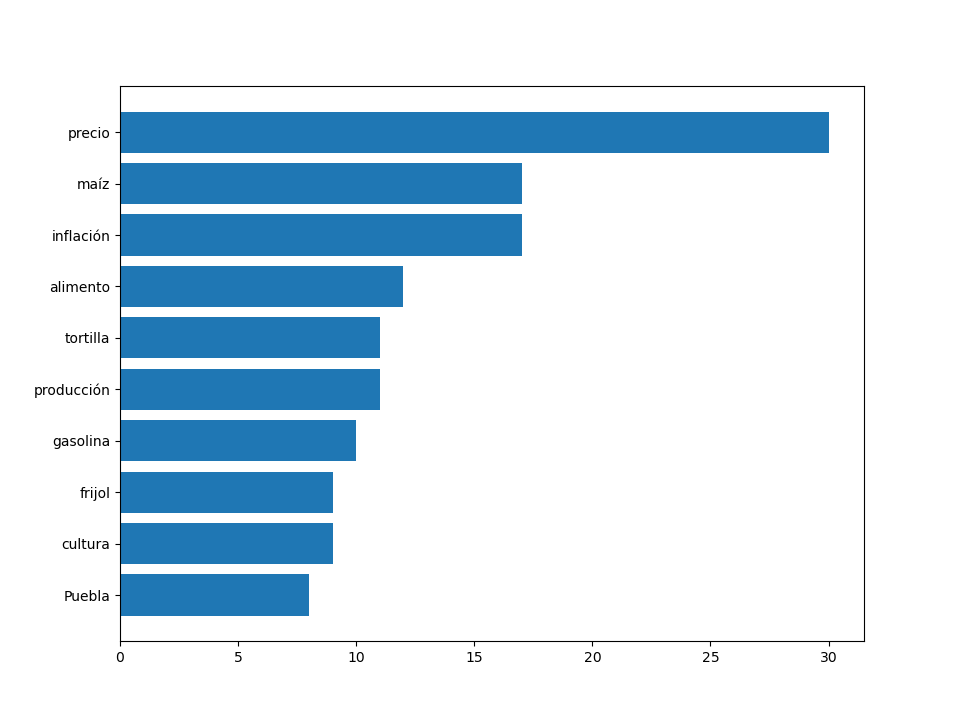 precio
maíz
inflación
alimento
tortilla
producción
gasolina
frijol
cultura
Puebla
0 5 10 15 20 25 30